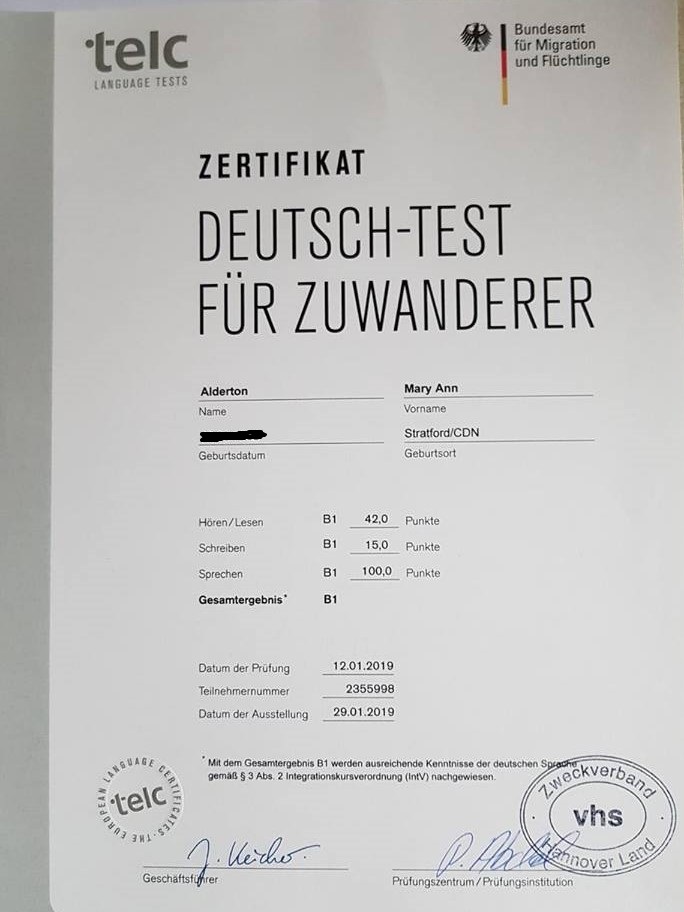 telc
LANGUAGE TESTS
Bundesamt
für Migration
und Flüchtlinge
ZERTIFIKAT
DEUTSCH-TEST
FÜR ZUWANDERER
Alderton
Mary Ann
Name
Vorname
Stratford/CDN
Geburtsdatum
Geburtsort
Hören/Lesen B1 42,0 Punkte
Schreiben B1 15,0 Punkte
Sprechen B1 100,0 Punkte
Gesamtergebnis* B1
Datum der Prüfung 12.01.2019
Teilnehmernummer 2355998
Datum der Ausstellung 29.01.2019
* Mit dem Gesamtergebnis B1 werden ausreichende Kenntnisse der deutschen Sprache
gemäß § 3 Abs. 2 Integrationskursverordnung (IntV) nachgewiesen.
telc
THE EUROPEAN LANGUAGE CERTIFICATES
Zweckverband
vhs
Hannover Land
Geschäftsführer
Prüfungszentrum / Prüfungsinstitution